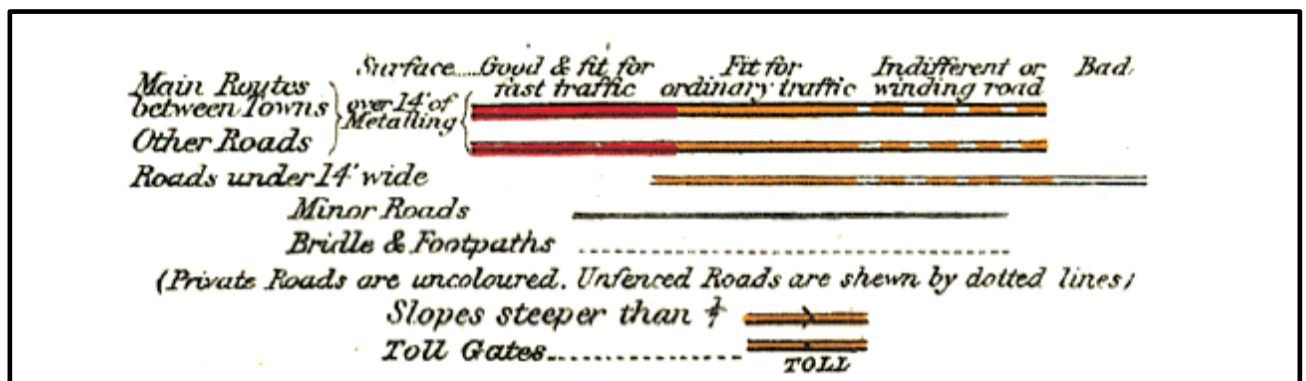 Surface.....Good & fit for Fit for Indifferent or Bad.
Main Routes fast traffic ordinary traffic winding road
between Towns over 14' of
Metalling
Other Roads
Roads under 14' wide
Minor Roads
Bridle & Footpaths
(Private Roads are uncoloured. Unfenced Roads are shewn by dotted lines)
Slopes steeper than
Toll Gates
TOLL